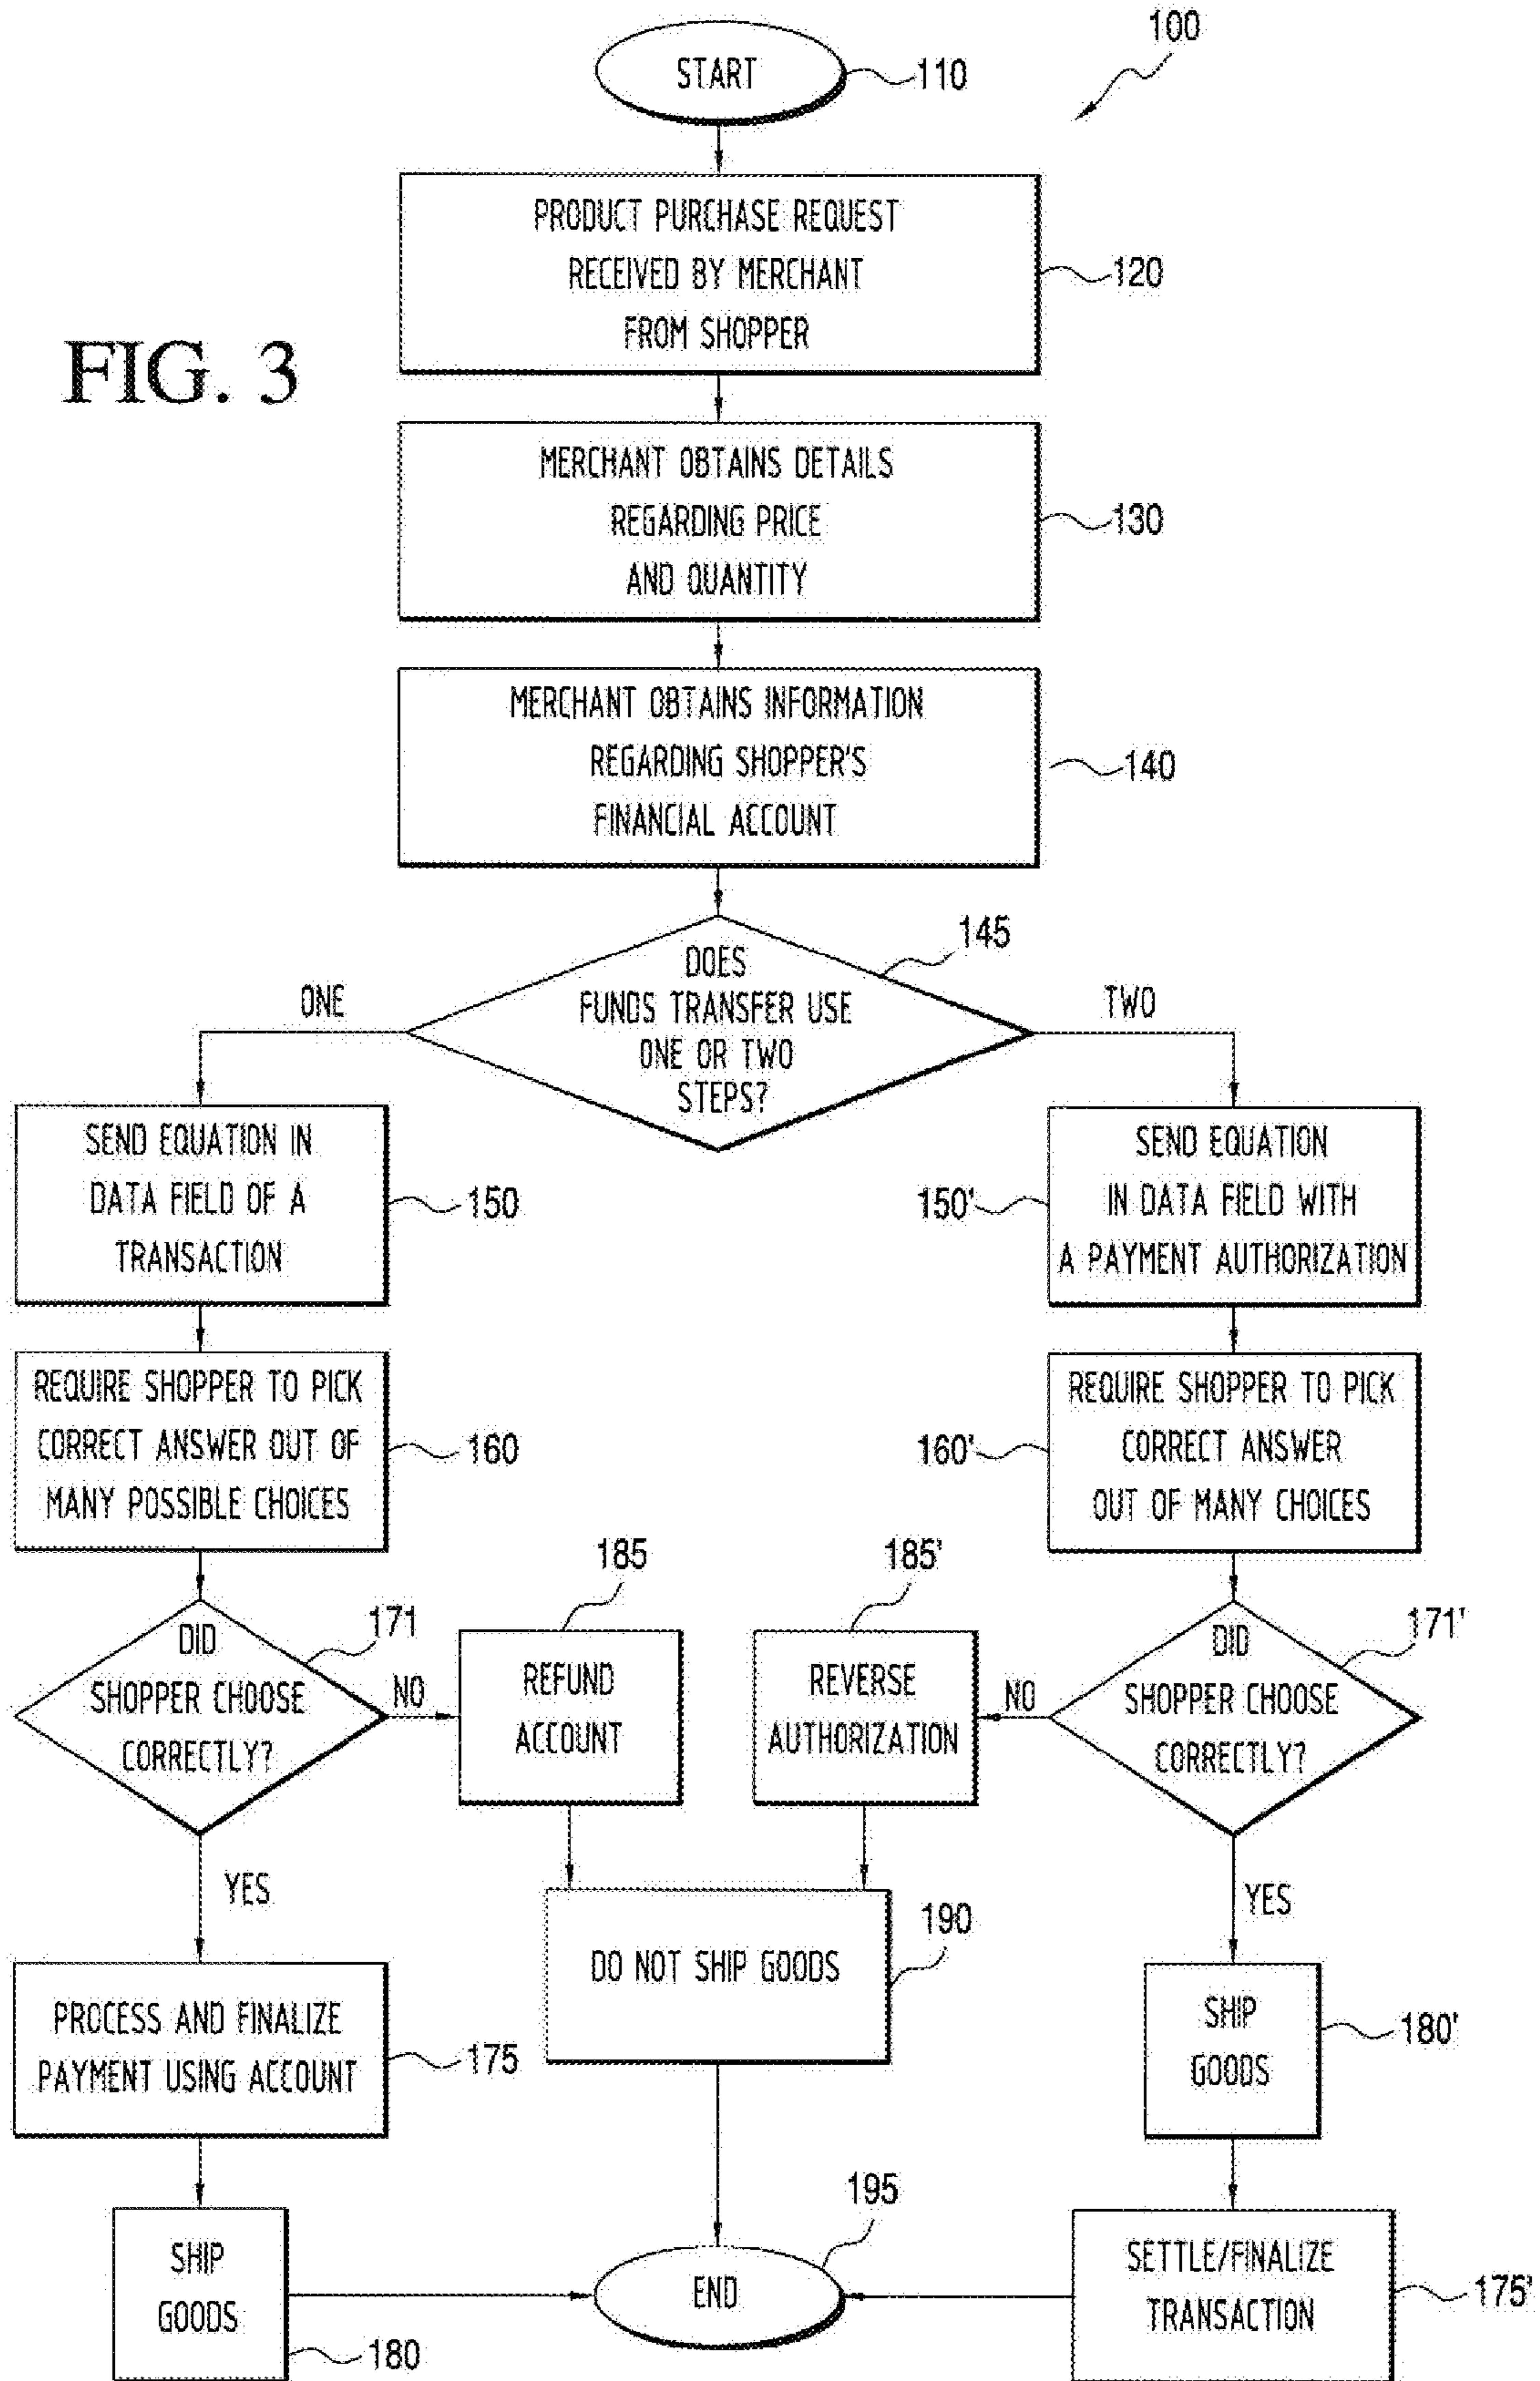 100
START
110
PRODUCT PURCHASE REQUEST
RECEIVED BY MERCHANT
FROM SHOPPER
120
FIG. 3
MERCHANT OBTAINS DETAILS
REGARDING PRICE
AND QUANTITY
130
MERCHANT OBTAINS INFORMATION
REGARDING SHOPPER'S
FINANCIAL ACCOUNT
140
145
DOES
FUNDS TRANSFER USE
ONE OR TWO
STEPS?
ONE
TWO
SEND EQUATION IN
DATA FIELD OF A
TRANSACTION
150
SEND EQUATION
IN DATA FIELD WITH
A PAYMENT AUTHORIZATION
150'
REQUIRE SHOPPER TO PICK
CORRECT ANSWER OUT OF
MANY POSSIBLE CHOICES
160
REQUIRE SHOPPER TO PICK
CORRECT ANSWER
OUT OF MANY CHOICES
160'
DID
SHOPPER CHOOSE
CORRECTLY?
171
NO
185
REFUND
ACCOUNT
185'
REVERSE
AUTHORIZATION
NO
DID
SHOPPER CHOOSE
CORRECTLY?
171'
YES
YES
DO NOT SHIP GOODS
190
PROCESS AND FINALIZE
PAYMENT USING ACCOUNT
175
SHIP
GOODS
180'
SHIP
GOODS
180
195
END
SETTLE/FINALIZE
TRANSACTION
175'